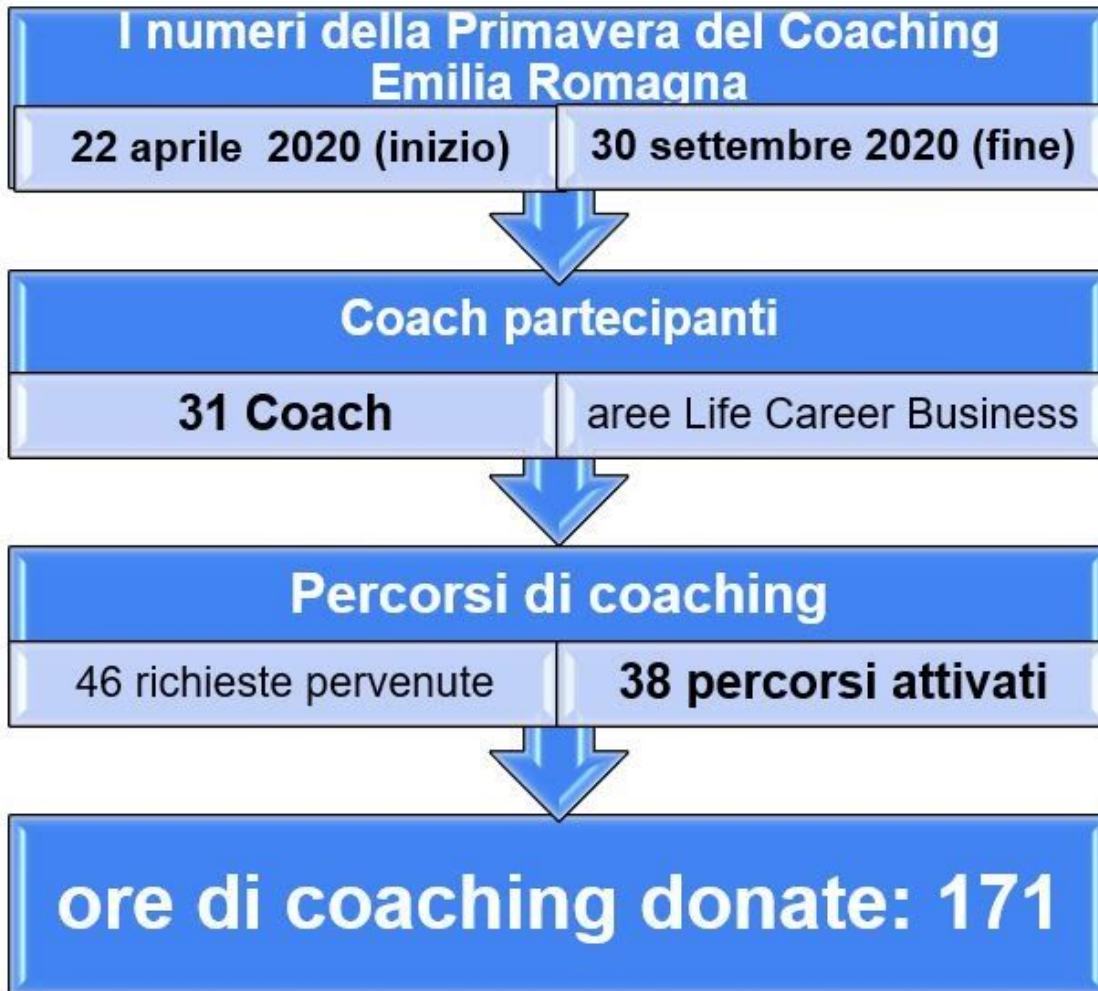 I numeri della Primavera del Coaching
Emilia Romagna
22 aprile 2020 (inizio)
30 settembre 2020 (fine)
Coach partecipanti
31 Coach
aree Life Career Business
Percorsi di coaching
46 richieste pervenute
38 percorsi attivati
ore di coaching donate: 171